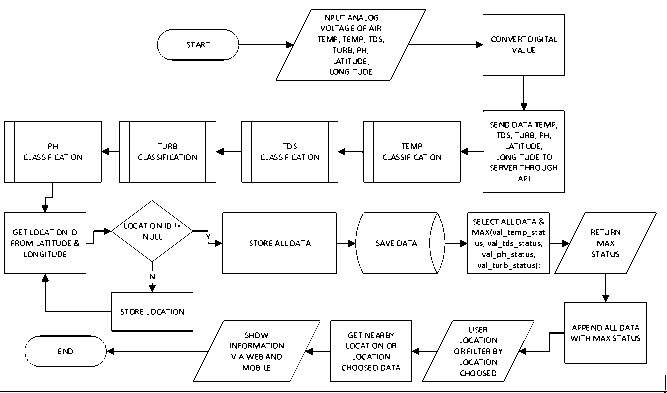 START
INPUT ANALOG
VOLTAGE OF AIR
TEMP, TEMP, TDS,
TURB, PH,
LATITUDE,
LONGITUDE
CONVERT DIGITAL
VALUE
SEND DATA TEMP,
TDS, TURB, PH,
LATITUDE,
LONGITUDE TO
SERVER THROUGH
API
TEMP
CLASSIFICATION
TDS
CLASSIFICATION
TURB
CLASSIFICATION
PH
CLASSIFICATION
GET LOCATION ID
FROM LATITUDE &
LONGITUDE
LOCATION ID !=
NULL
Y
N
STORE LOCATION
STORE ALL DATA
SAVE DATA
SELECT ALL DATA &
MAX(val_temp_stat
us, val_tds_status,
val_ph_status,
val_turb_status);
RETURN
MAX
STATUS
APPEND ALL DATA
WITH MAX STATUS
USER
LOCATION
OR FILTER BY
LOCATION
CHOOSED
GET NEARBY
LOCATION OR
LOCATION
CHOOSED DATA
SHOW
INFORMATION
VIA WEB AND
MOBILE
END